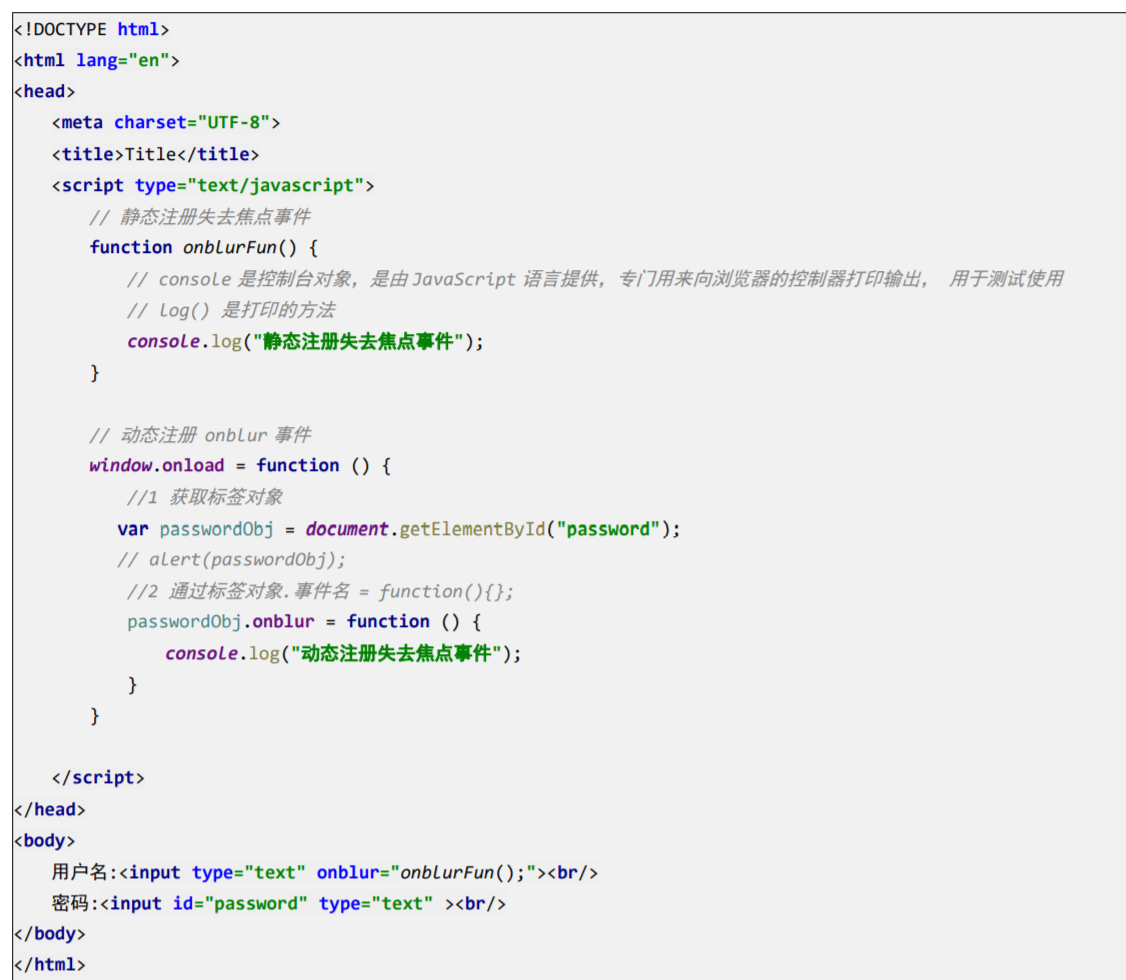 <!DOCTYPE html>
<html lang="en">
<head>
    <meta charset="UTF-8">
    <title>Title</title>
    <script type="text/javascript">
        // 静态注册失去焦点事件
        function onblurFun() {
            // console 是控制台对象，是由 JavaScript 语言提供，专门用来向浏览器的控制器打印输出， 用于测试使用
            // log() 是打印的方法
            console.log("静态注册失去焦点事件");
        }

        // 动态注册 onblur 事件
        window.onload = function () {
            //1 获取标签对象
           var passwordObj = document.getElementById("password");
           // alert(passwordObj);
            //2 通过标签对象.事件名 = function(){};
            passwordObj.onblur = function () {
                console.log("动态注册失去焦点事件");
            }
        }

    </script>
</head>
<body>
    用户名:<input type="text" onblur="onblurFun();"><br/>
    密码:<input id="password" type="text" ><br/>
</body>
</html>